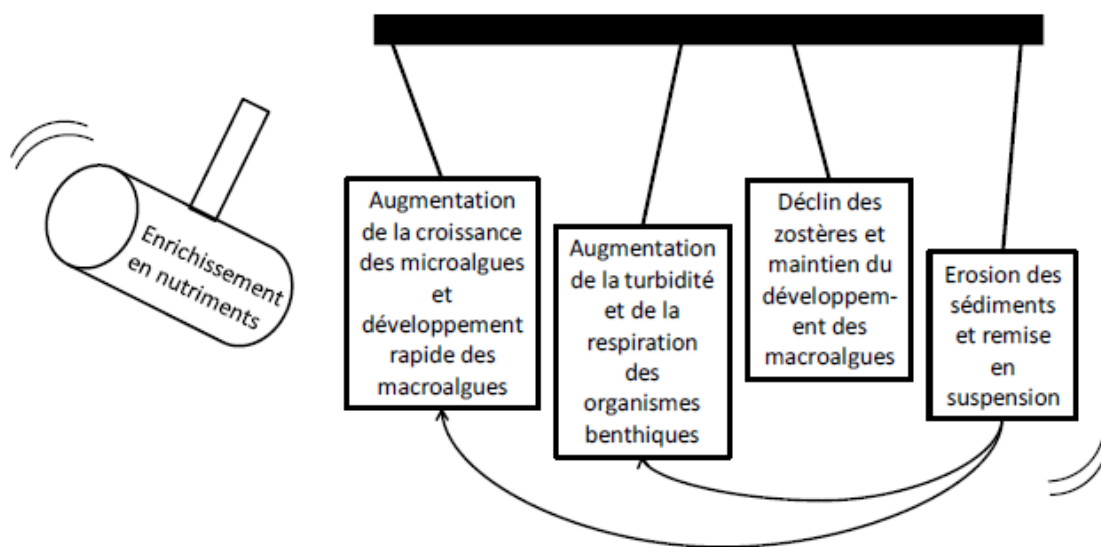 Enrichissement
en nutriments
Augmentation
de la croissance
des microalgues
et
développement
rapide des
macroalgues
Augmentation
de la turbidité
et de la
respiration
des
organismes
benthiques
Déclin des
zostères et
maintien du
développem-
ent des
macroalgues
Erosion des
sédiments
et remise
en
suspension